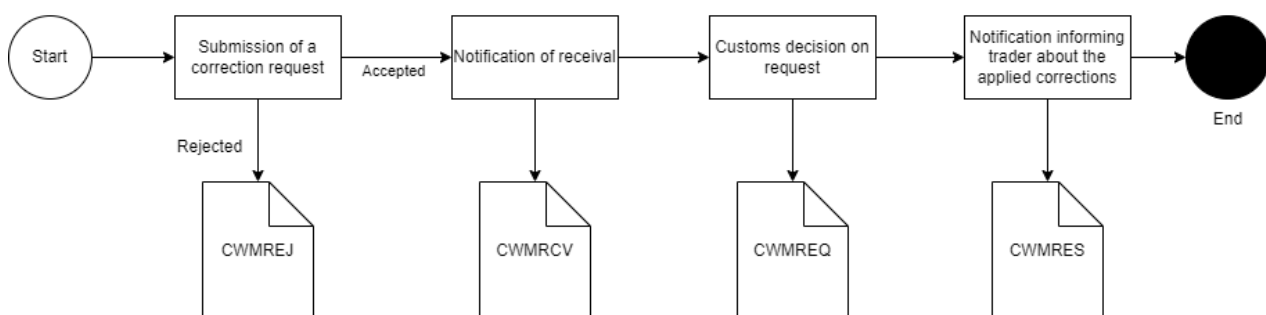 Start
Submission of a
correction request
Accepted
Notification of receival
Customs decision on
request
Notification informing
trader about the
applied corrections
End
Rejected
CWMREJ
CWMRCV
CWMREQ
CWMRES